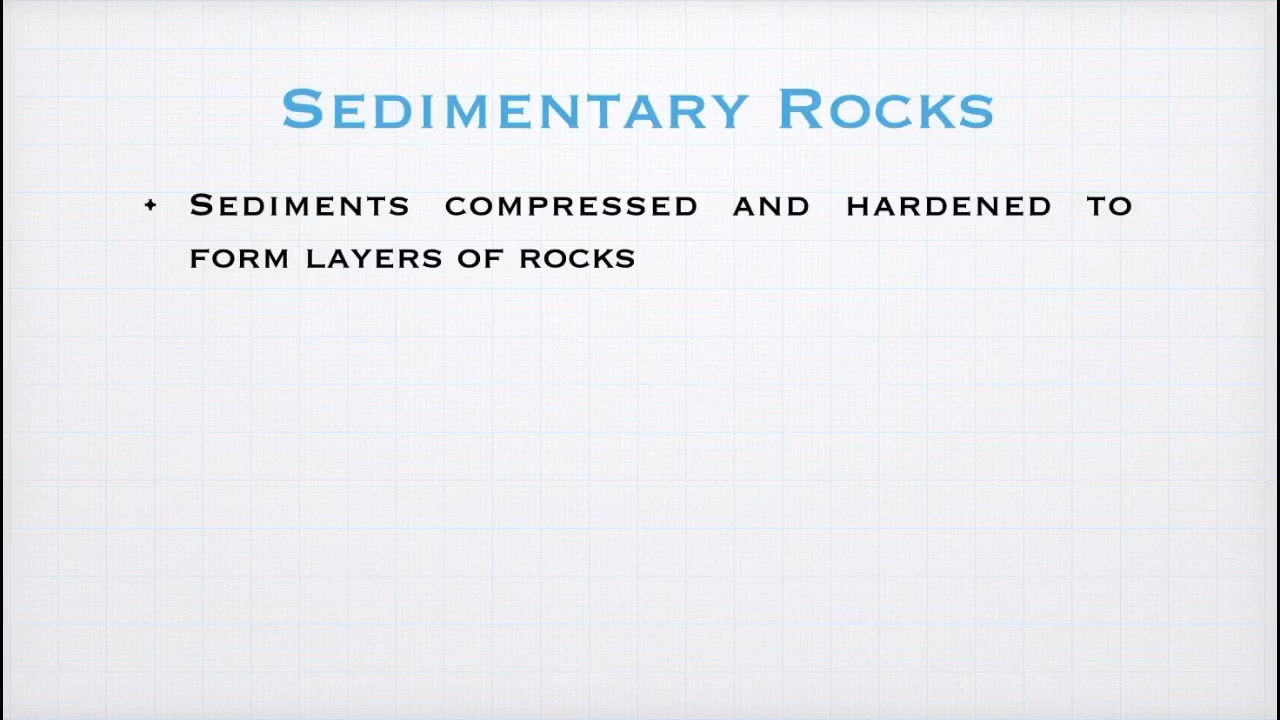 Sedimentary Rocks
• Sediments compressed and hardened to
form layers of rocks